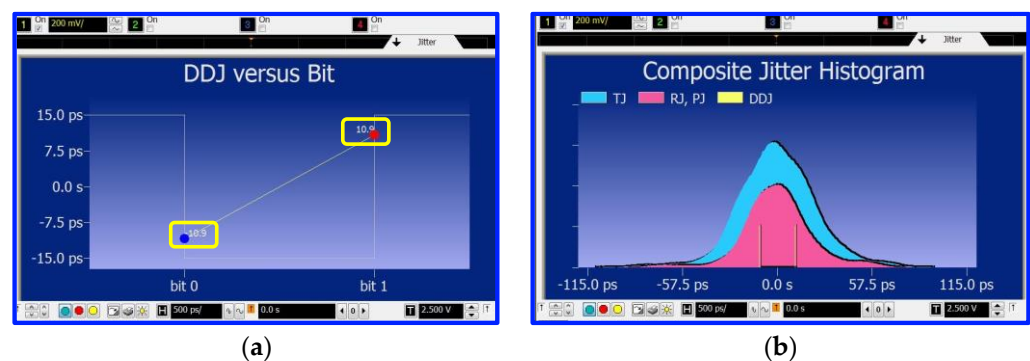 1 On 200 mV/ 2 On 3 On 4 On
Jitter
DDJ versus Bit
15.0 ps
10.9
7.5 ps
0.0 s
-7.5 ps
-10.9
-15.0 ps
bit 0 bit 1
H 500 ps/ 0.0 s 0 T 2.500 V
(a)
1 On 200 mV/ 2 On 3 On 4 On
Jitter
Composite Jitter Histogram
TJ RJ, PJ DDJ
-115.0 ps -57.5 ps 0.0 s 57.5 ps 115.0 ps
H 500 ps/ 0.0 s 0 T 2.500 V
(b)